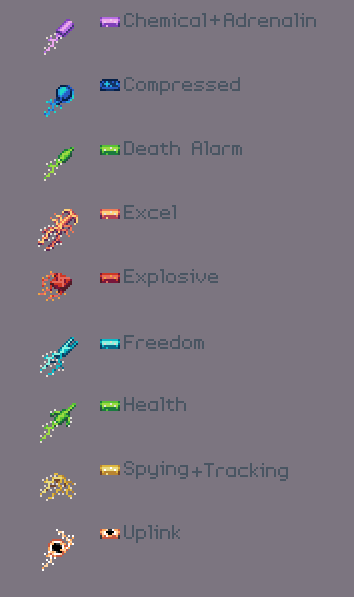 Chemical+Adrenalin
Compressed
Death Alarm
Excel
Explosive
Freedom
Health
Spying+Tracking
Uplink